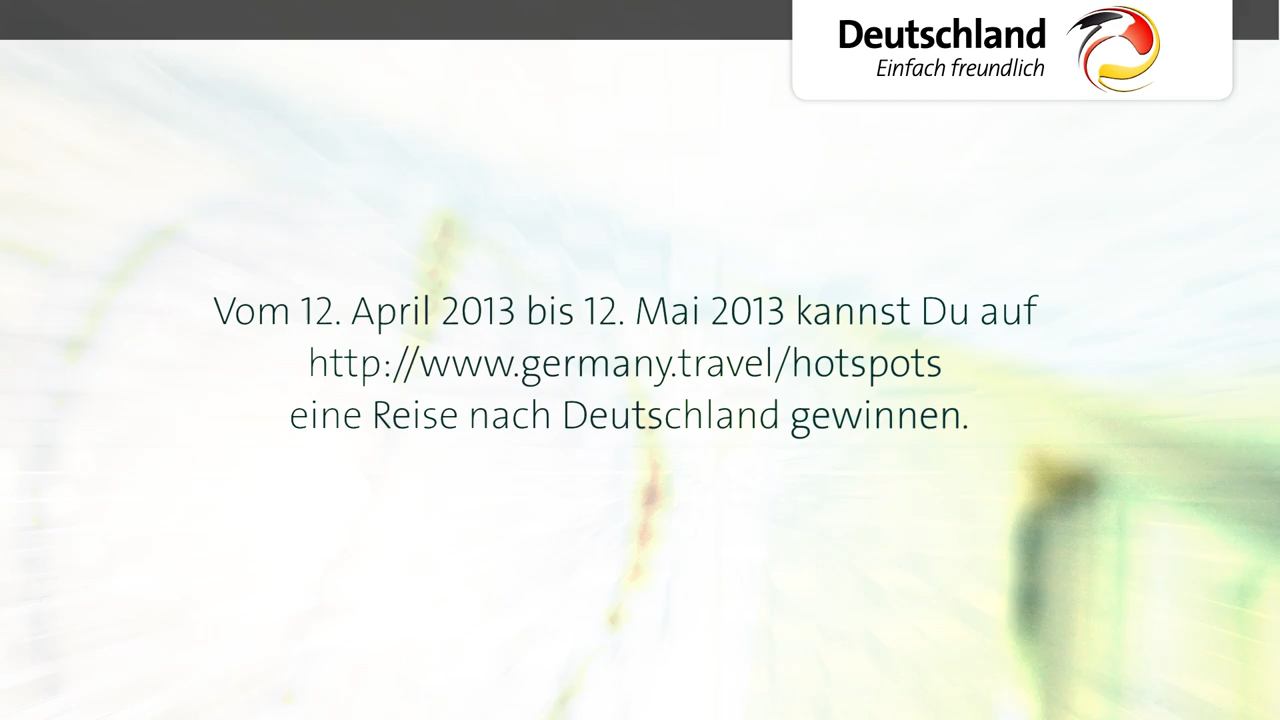 Deutschland
Einfach freundlich
Vom 12. April 2013 bis 12. Mai 2013 kannst Du auf
http://www.germany.travel/hotspots
eine Reise nach Deutschland gewinnen.